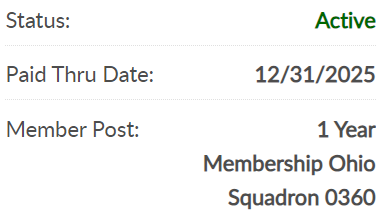 Status: Active
Paid Thru Date: 12/31/2025
Member Post: 1 Year
Membership Ohio
Squadron 0360